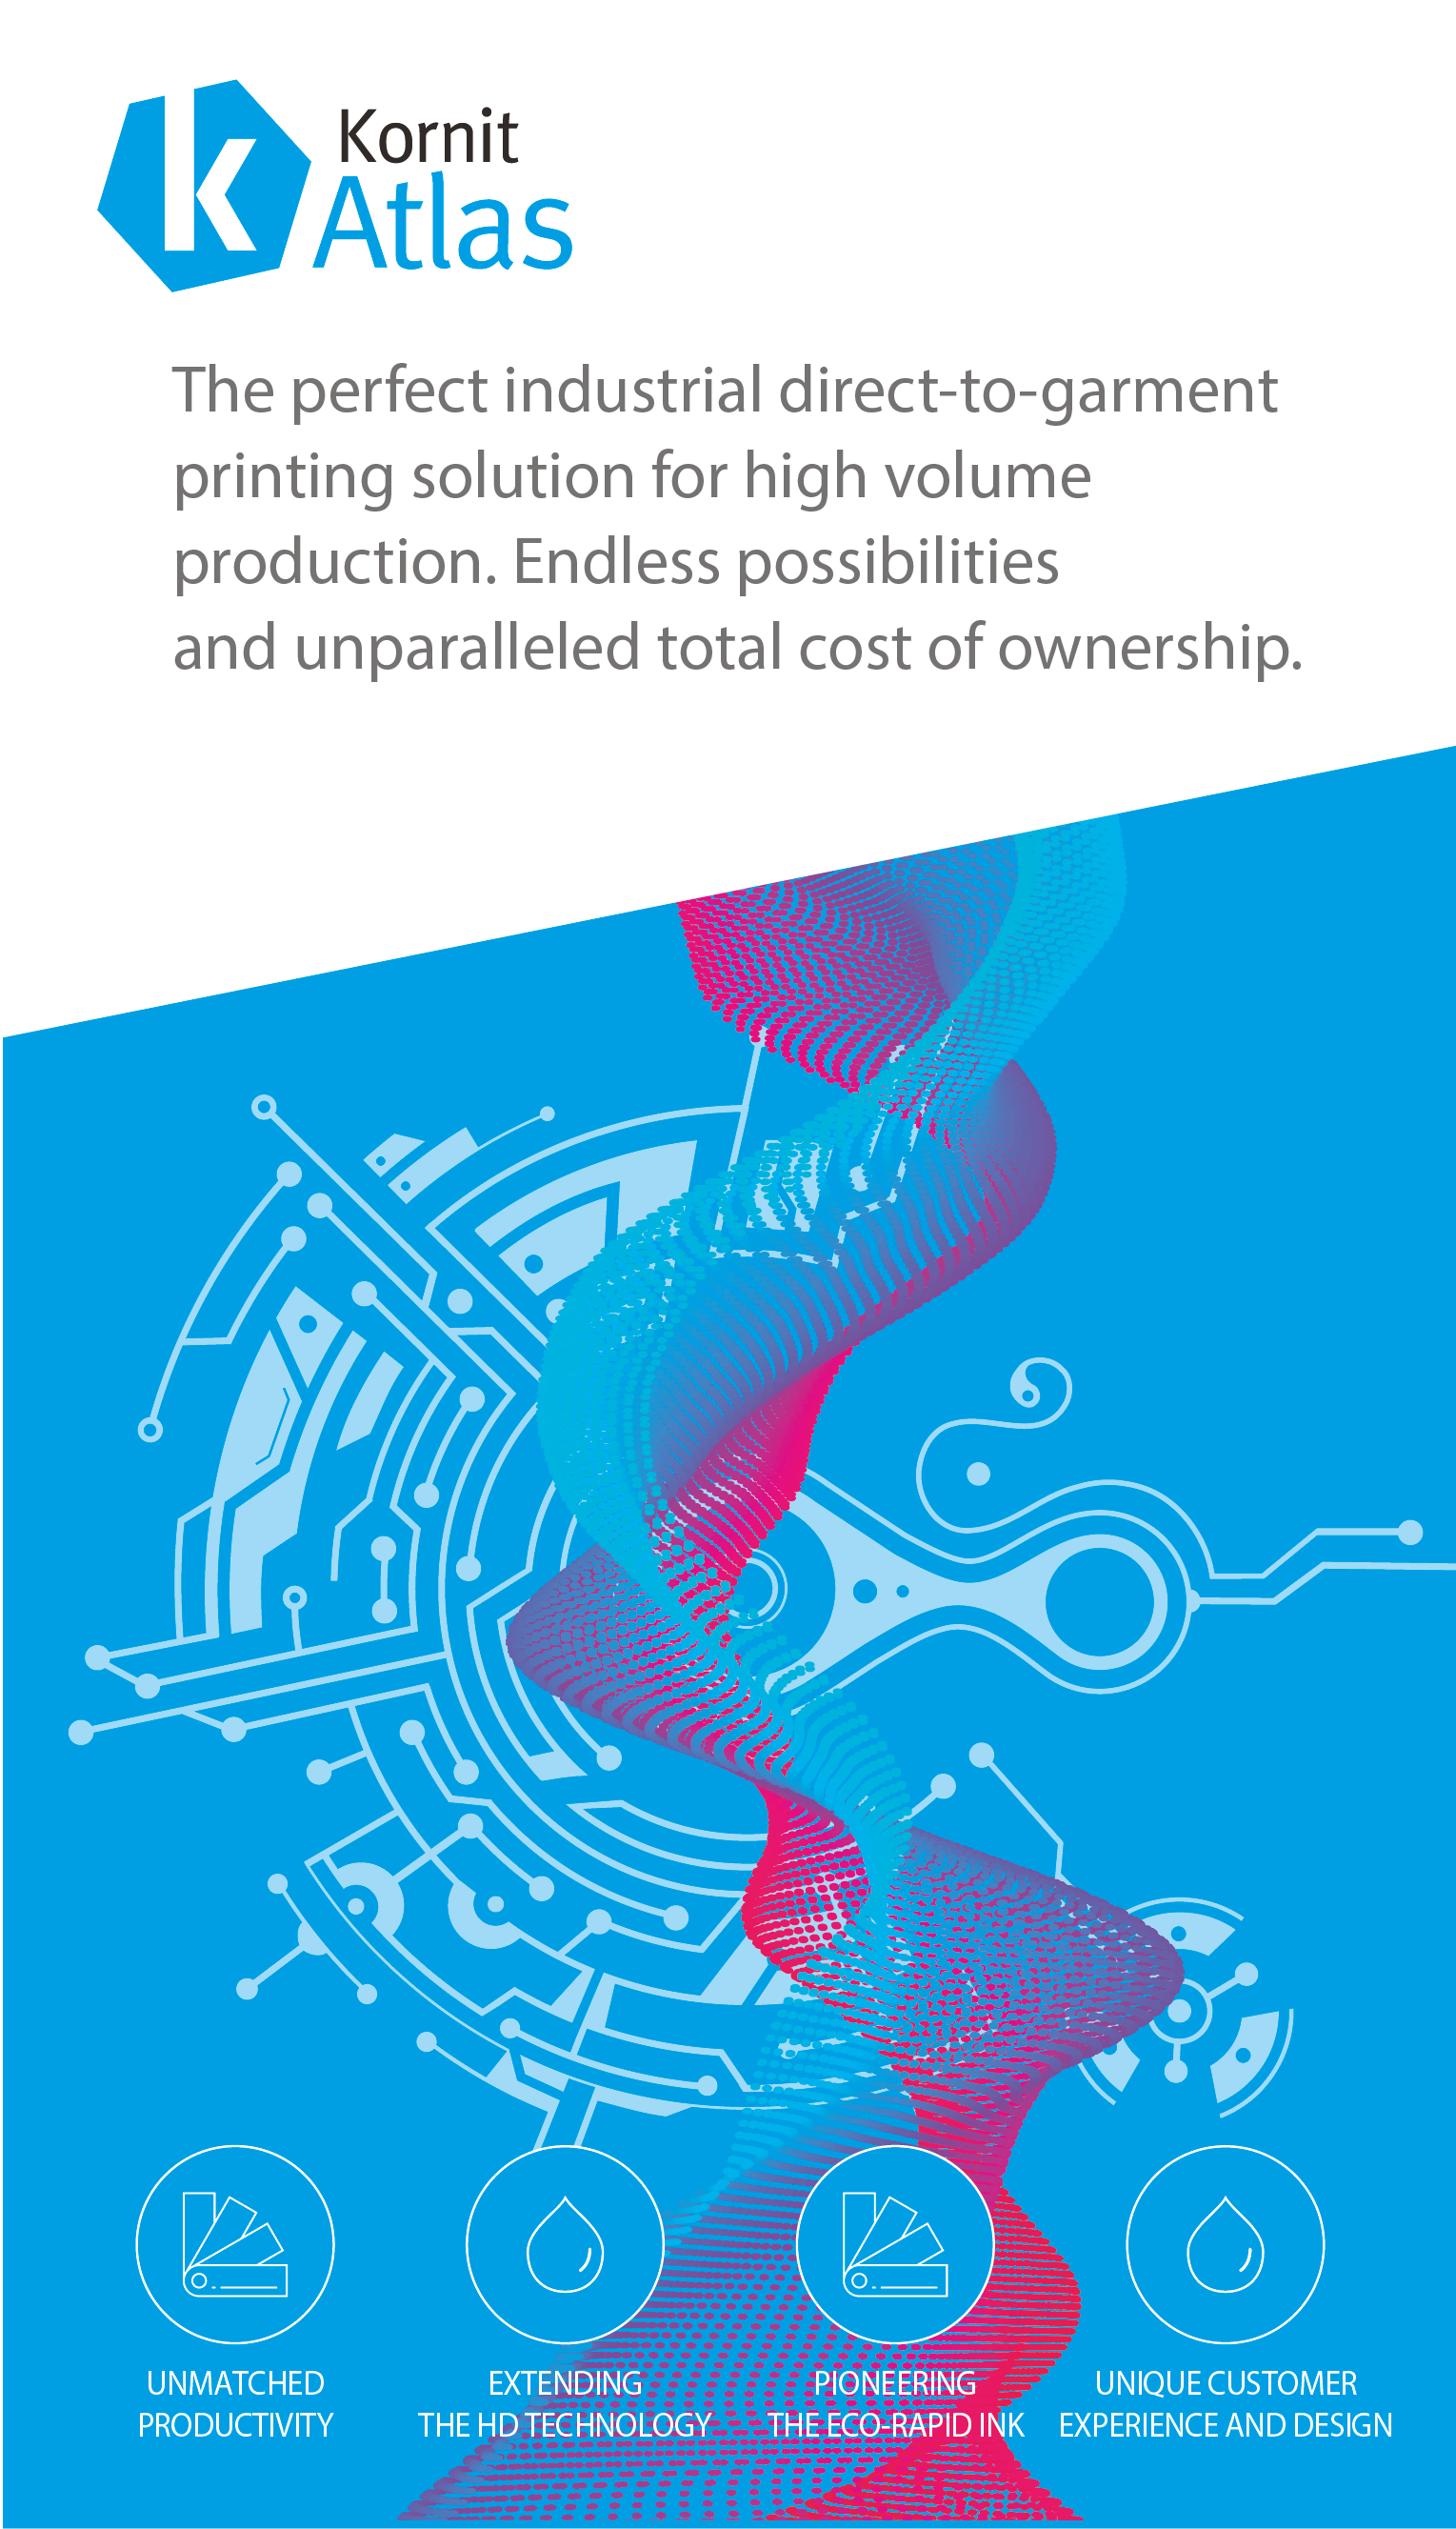 Kornit
Atlas
The perfect industrial direct-to-garment
printing solution for high volume
production. Endless possibilities
and unparalleled total cost of ownership.
UNMATCHED
PRODUCTIVITY
EXTENDING
THE HD TECHNOLOGY
PIONEERING
THE ECO-RAPID INK
UNIQUE CUSTOMER
EXPERIENCE AND DESIGN